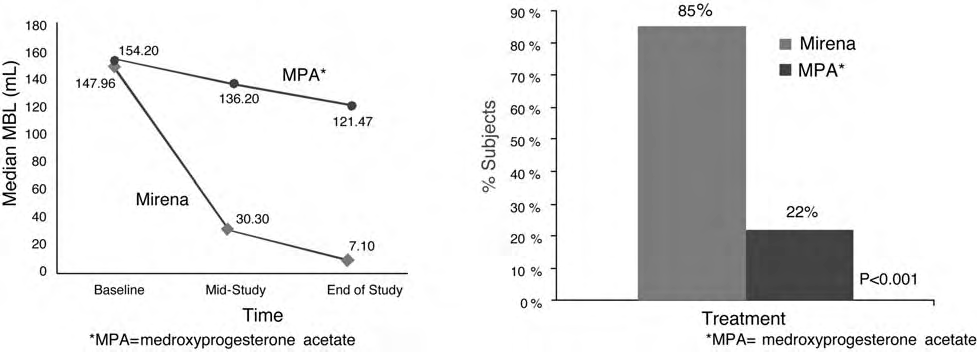 Median MBL (mL)
180
160
140
120
100
80
60
40
20
0
154.20
147.96
MPA*
136.20
121.47
Mirena
30.30
7.10
Baseline
Mid-Study
End of Study
Time
*MPA=medroxyprogesterone acetate
% Subjects
90 %
80 %
70 %
60 %
50 %
40 %
30 %
20 %
10 %
0 %
85%
Mirena
MPA*
22%
P<0.001
Treatment
*MPA= medroxyprogesterone acetate